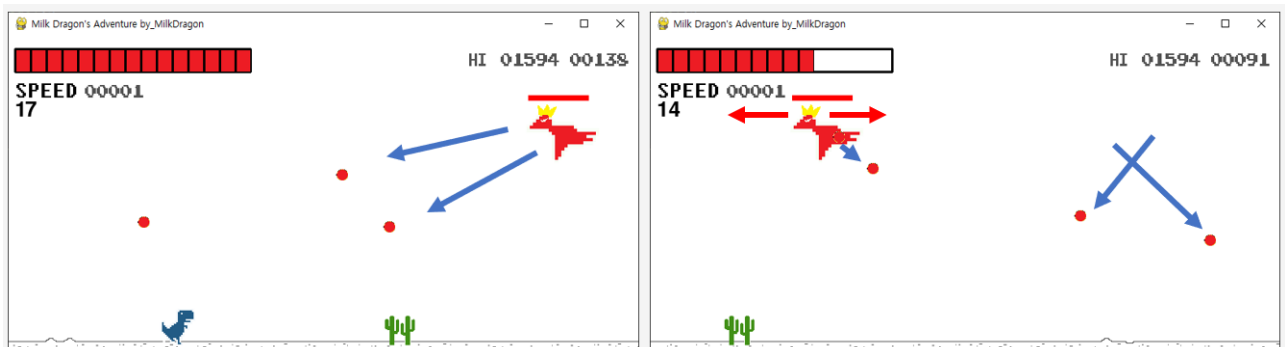 Milk Dragon's Adventure by_MilkDragon
HI 01594 00138
SPEED 00001
17
Milk Dragon's Adventure by_MilkDragon
HI 01594 00091
SPEED 00001
14